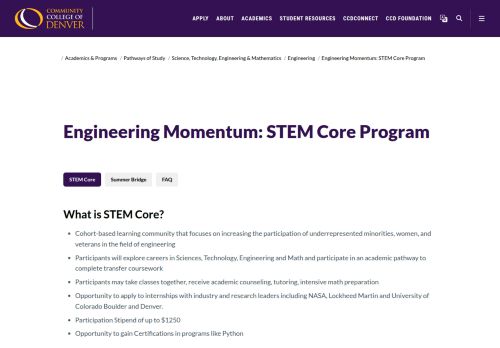 COMMUNITY
COLLEGE OF
DENVER
APPLY ABOUT ACADEMICS STUDENT RESOURCES CCDCONNECT CCD FOUNDATION
/ Academics & Programs / Pathways of Study / Science, Technology, Engineering & Mathematics / Engineering / Engineering Momentum: STEM Core Program
Engineering Momentum: STEM Core Program
STEM Core Summer Bridge FAQ
What is STEM Core?
Cohort-based learning community that focuses on increasing the participation of underrepresented minorities, women, and
veterans in the field of engineering
Participants will explore careers in Sciences, Technology, Engineering and Math and participate in an academic pathway to
complete transfer coursework
Participants may take classes together, receive academic counseling, tutoring, intensive math preparation
Opportunity to apply to internships with industry and research leaders including NASA, Lockheed Martin and University of
Colorado Boulder and Denver.
Participation Stipend of up to $1250
Opportunity to gain Certifications in programs like Python